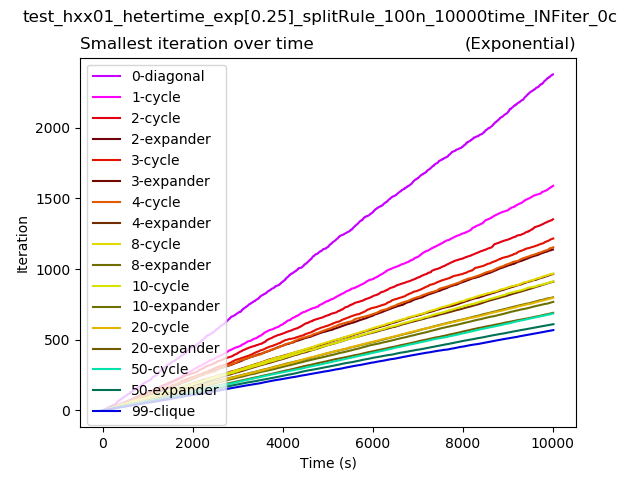 test_hxx01_hetertime_exp[0.25]_splitRule_100n_10000time_INFiter_0c
Smallest iteration over time (Exponential)
0-diagonal
1-cycle
2-cycle
2-expander
3-cycle
3-expander
4-cycle
4-expander
8-cycle
8-expander
10-cycle
10-expander
20-cycle
20-expander
50-cycle
50-expander
99-clique
Iteration
2000
1500
1000
500
0
0 2000 4000 6000 8000 10000
Time (s)